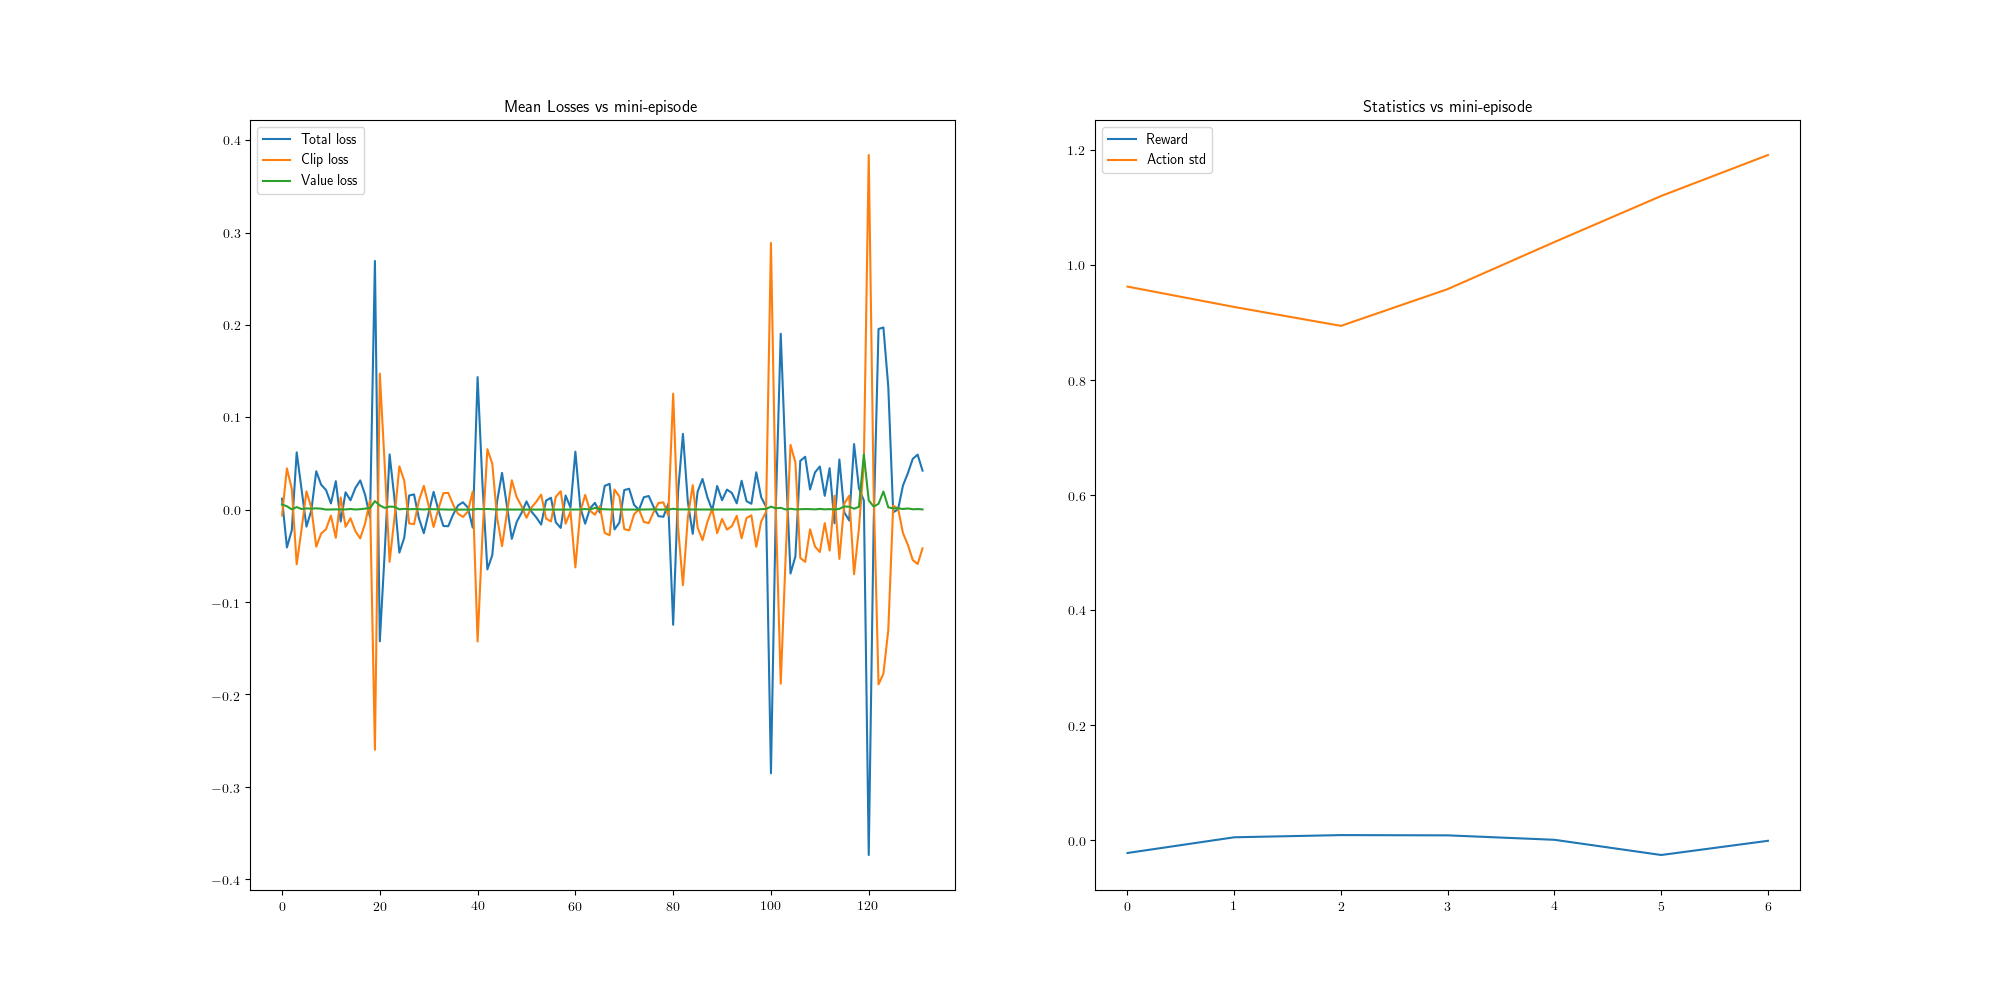 Mean Losses vs mini-episode
Total loss
Clip loss
Value loss
0.4
0.3
0.2
0.1
0.0
−0.1
−0.2
−0.3
−0.4
0 20 40 60 80 100 120
Statistics vs mini-episode
Reward
Action std
1.2
1.0
0.8
0.6
0.4
0.2
0.0
0 1 2 3 4 5 6